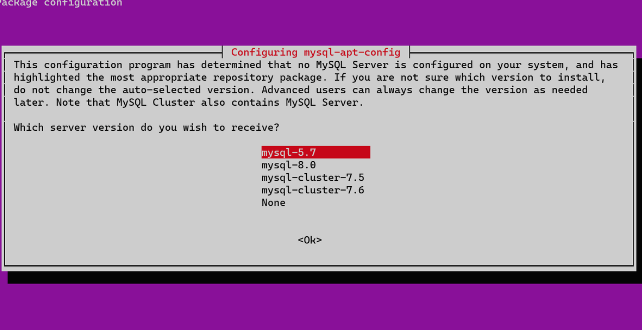 Package configuration
Configuring mysql-apt-config
This configuration program has determined that no MySQL Server is configured on your system, and has
highlighted the most appropriate repository package. If you are not sure which version to install,
do not change the auto-selected version. Advanced users can always change the version as needed
later. Note that MySQL Cluster also contains MySQL Server.
Which server version do you wish to receive?
mysql-5.7
mysql-8.0
mysql-cluster-7.5
mysql-cluster-7.6
None
<Ok>